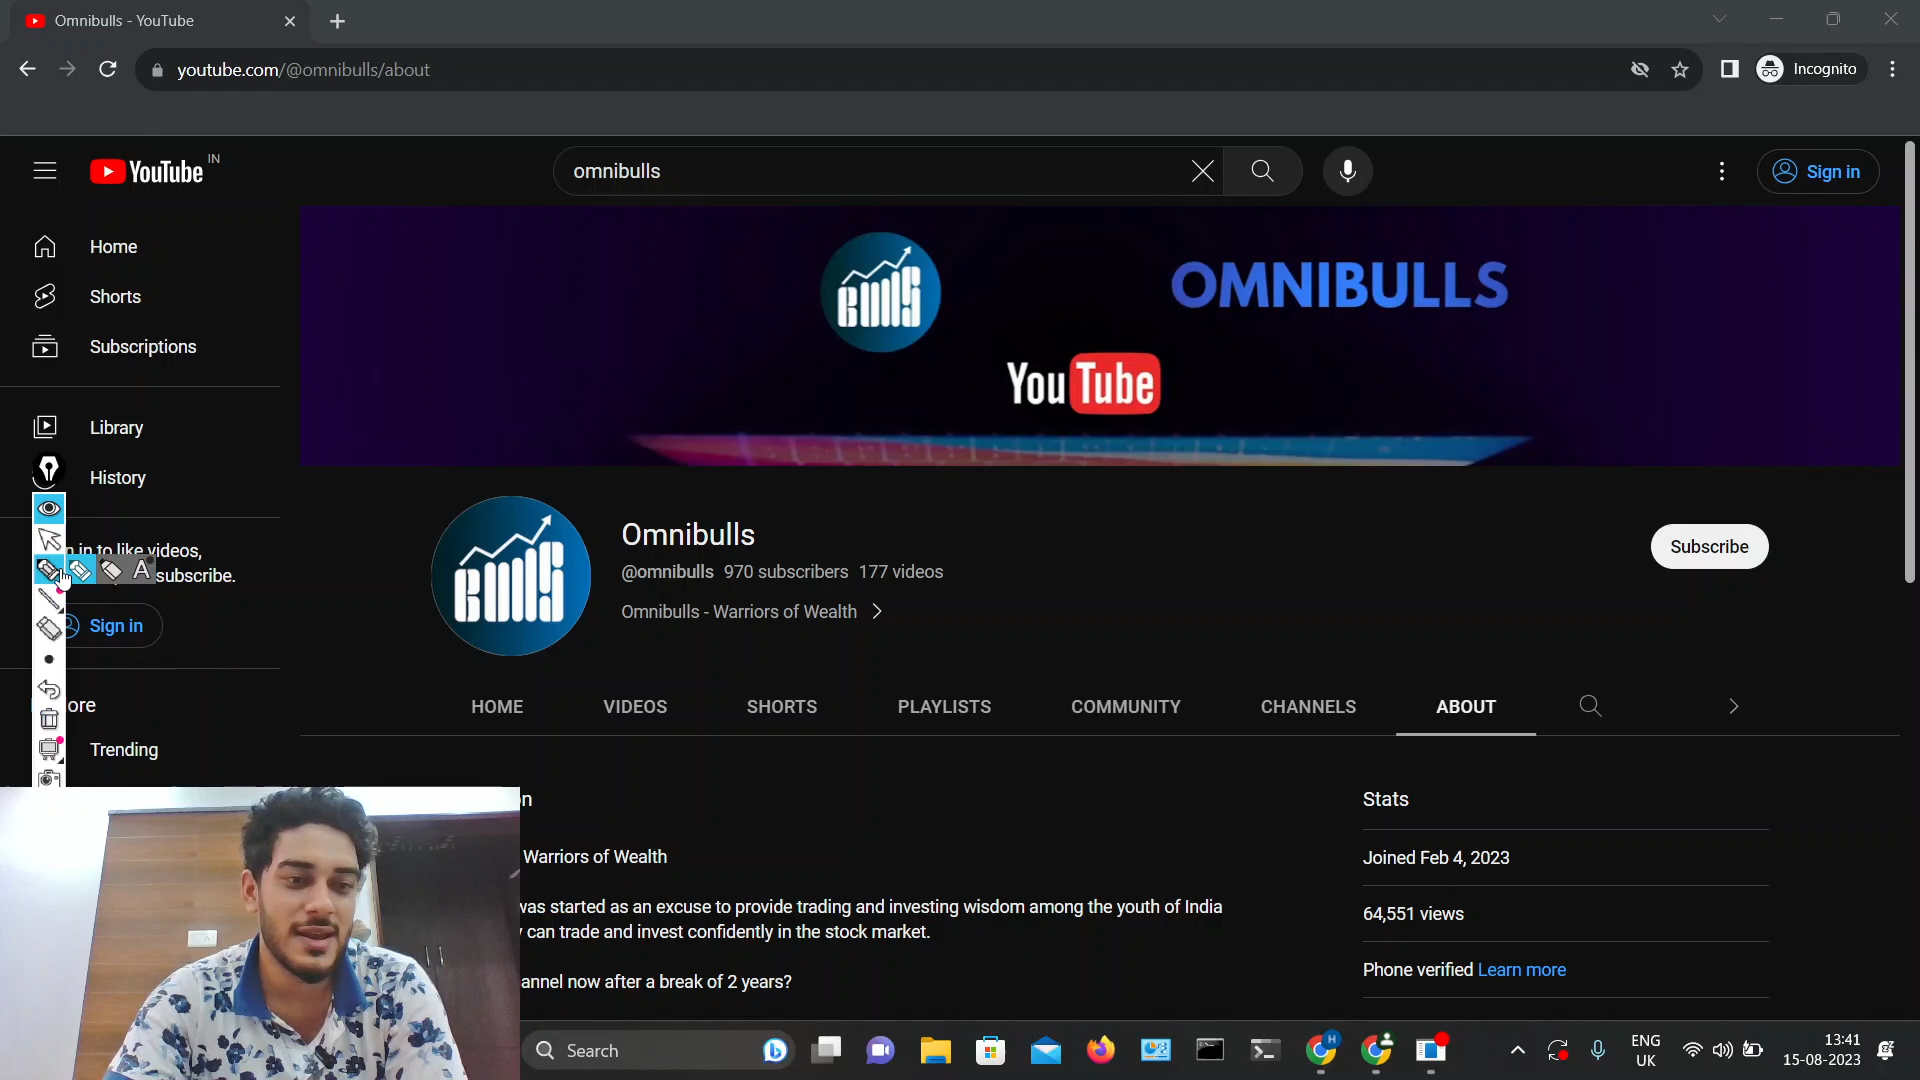 Omnibulls - YouTube
youtube.com/@omnibulls/about
Incognito
YouTube IN
omnibulls
Sign in
Home
Shorts
Subscriptions
Library
History
n in to like videos,
subscribe.
Sign in
ore
Trending
BULLS
OMNIBULLS
YouTube
BULLS
Omnibulls
@omnibulls 970 subscribers 177 videos
Omnibulls - Warriors of Wealth
Subscribe
HOME VIDEOS SHORTS PLAYLISTS COMMUNITY CHANNELS ABOUT
on
Warriors of Wealth
was started as an excuse to provide trading and investing wisdom among the youth of India
y can trade and invest confidently in the stock market.
annel now after a break of 2 years?
Stats
Joined Feb 4, 2023
64,551 views
Phone verified Learn more
A
Search
H
ENG
UK
13:41
15-08-2023